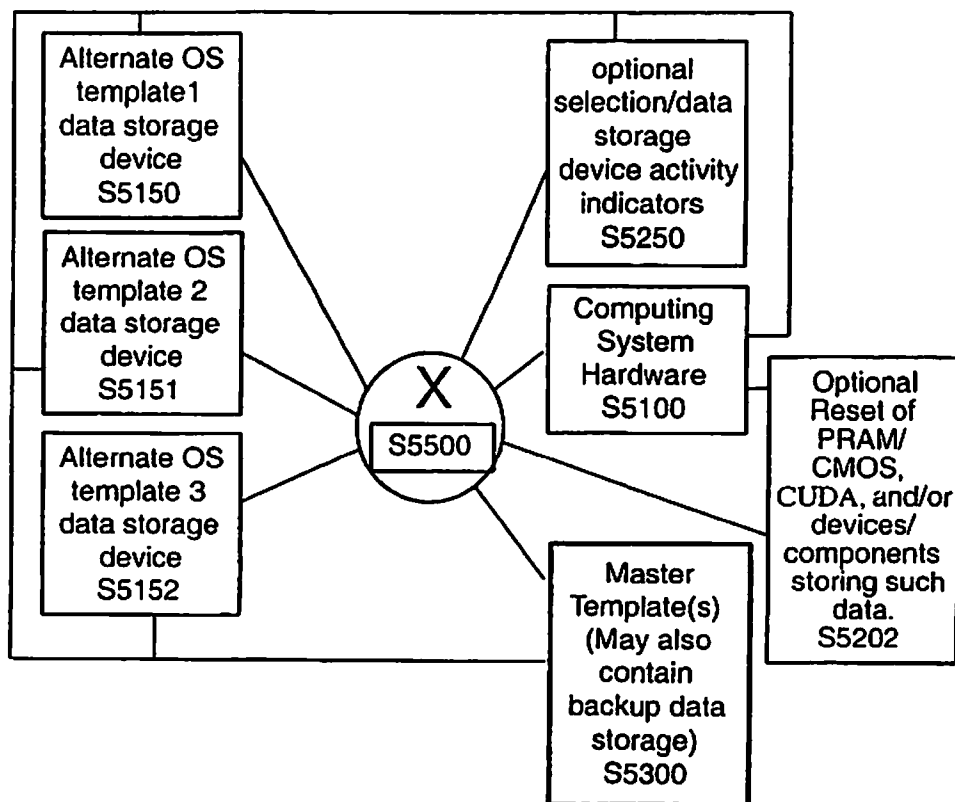 Alternate OS
template1
data storage
device
S5150
Alternate OS
template 2
data storage
device
S5151
Alternate OS
template 3
data storage
device
S5152
X
S5500
optional
selection/data
storage
device activity
indicators
S5250
Computing
System
Hardware
S5100
Optional
Reset of
PRAM/
CMOS,
CUDA, and/or
devices/
components
storing such
data.
S5202
Master
Template(s)
(May also
contain
backup data
storage)
S5300